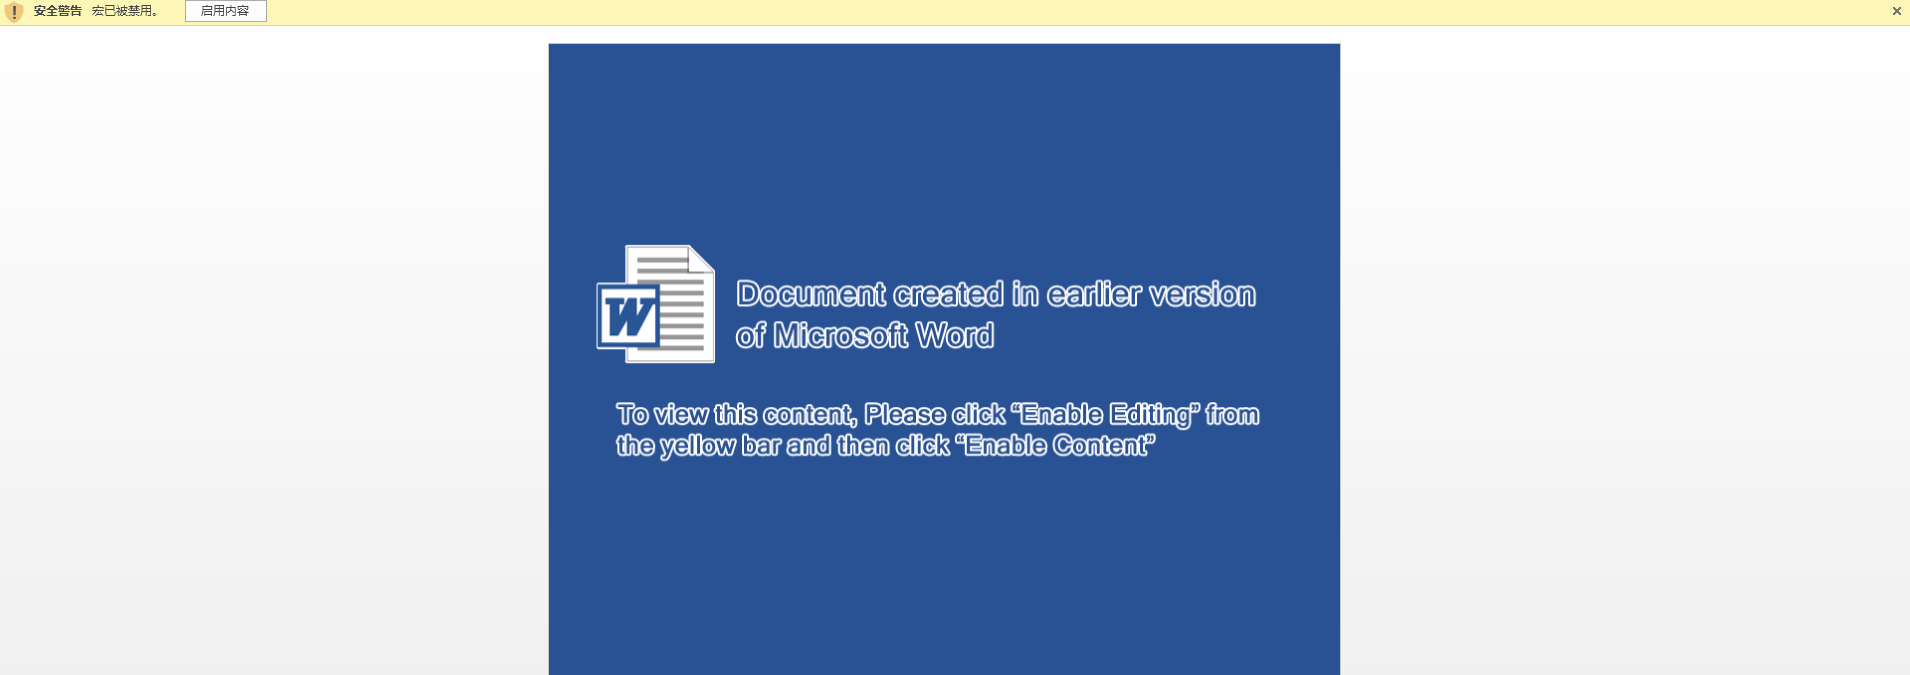 安全警告 宏已被禁用。 启用内容
W
Document created in earlier version
of Microsoft Word
To view this content, Please click “Enable Editing” from
the yellow bar and then click “Enable Content”